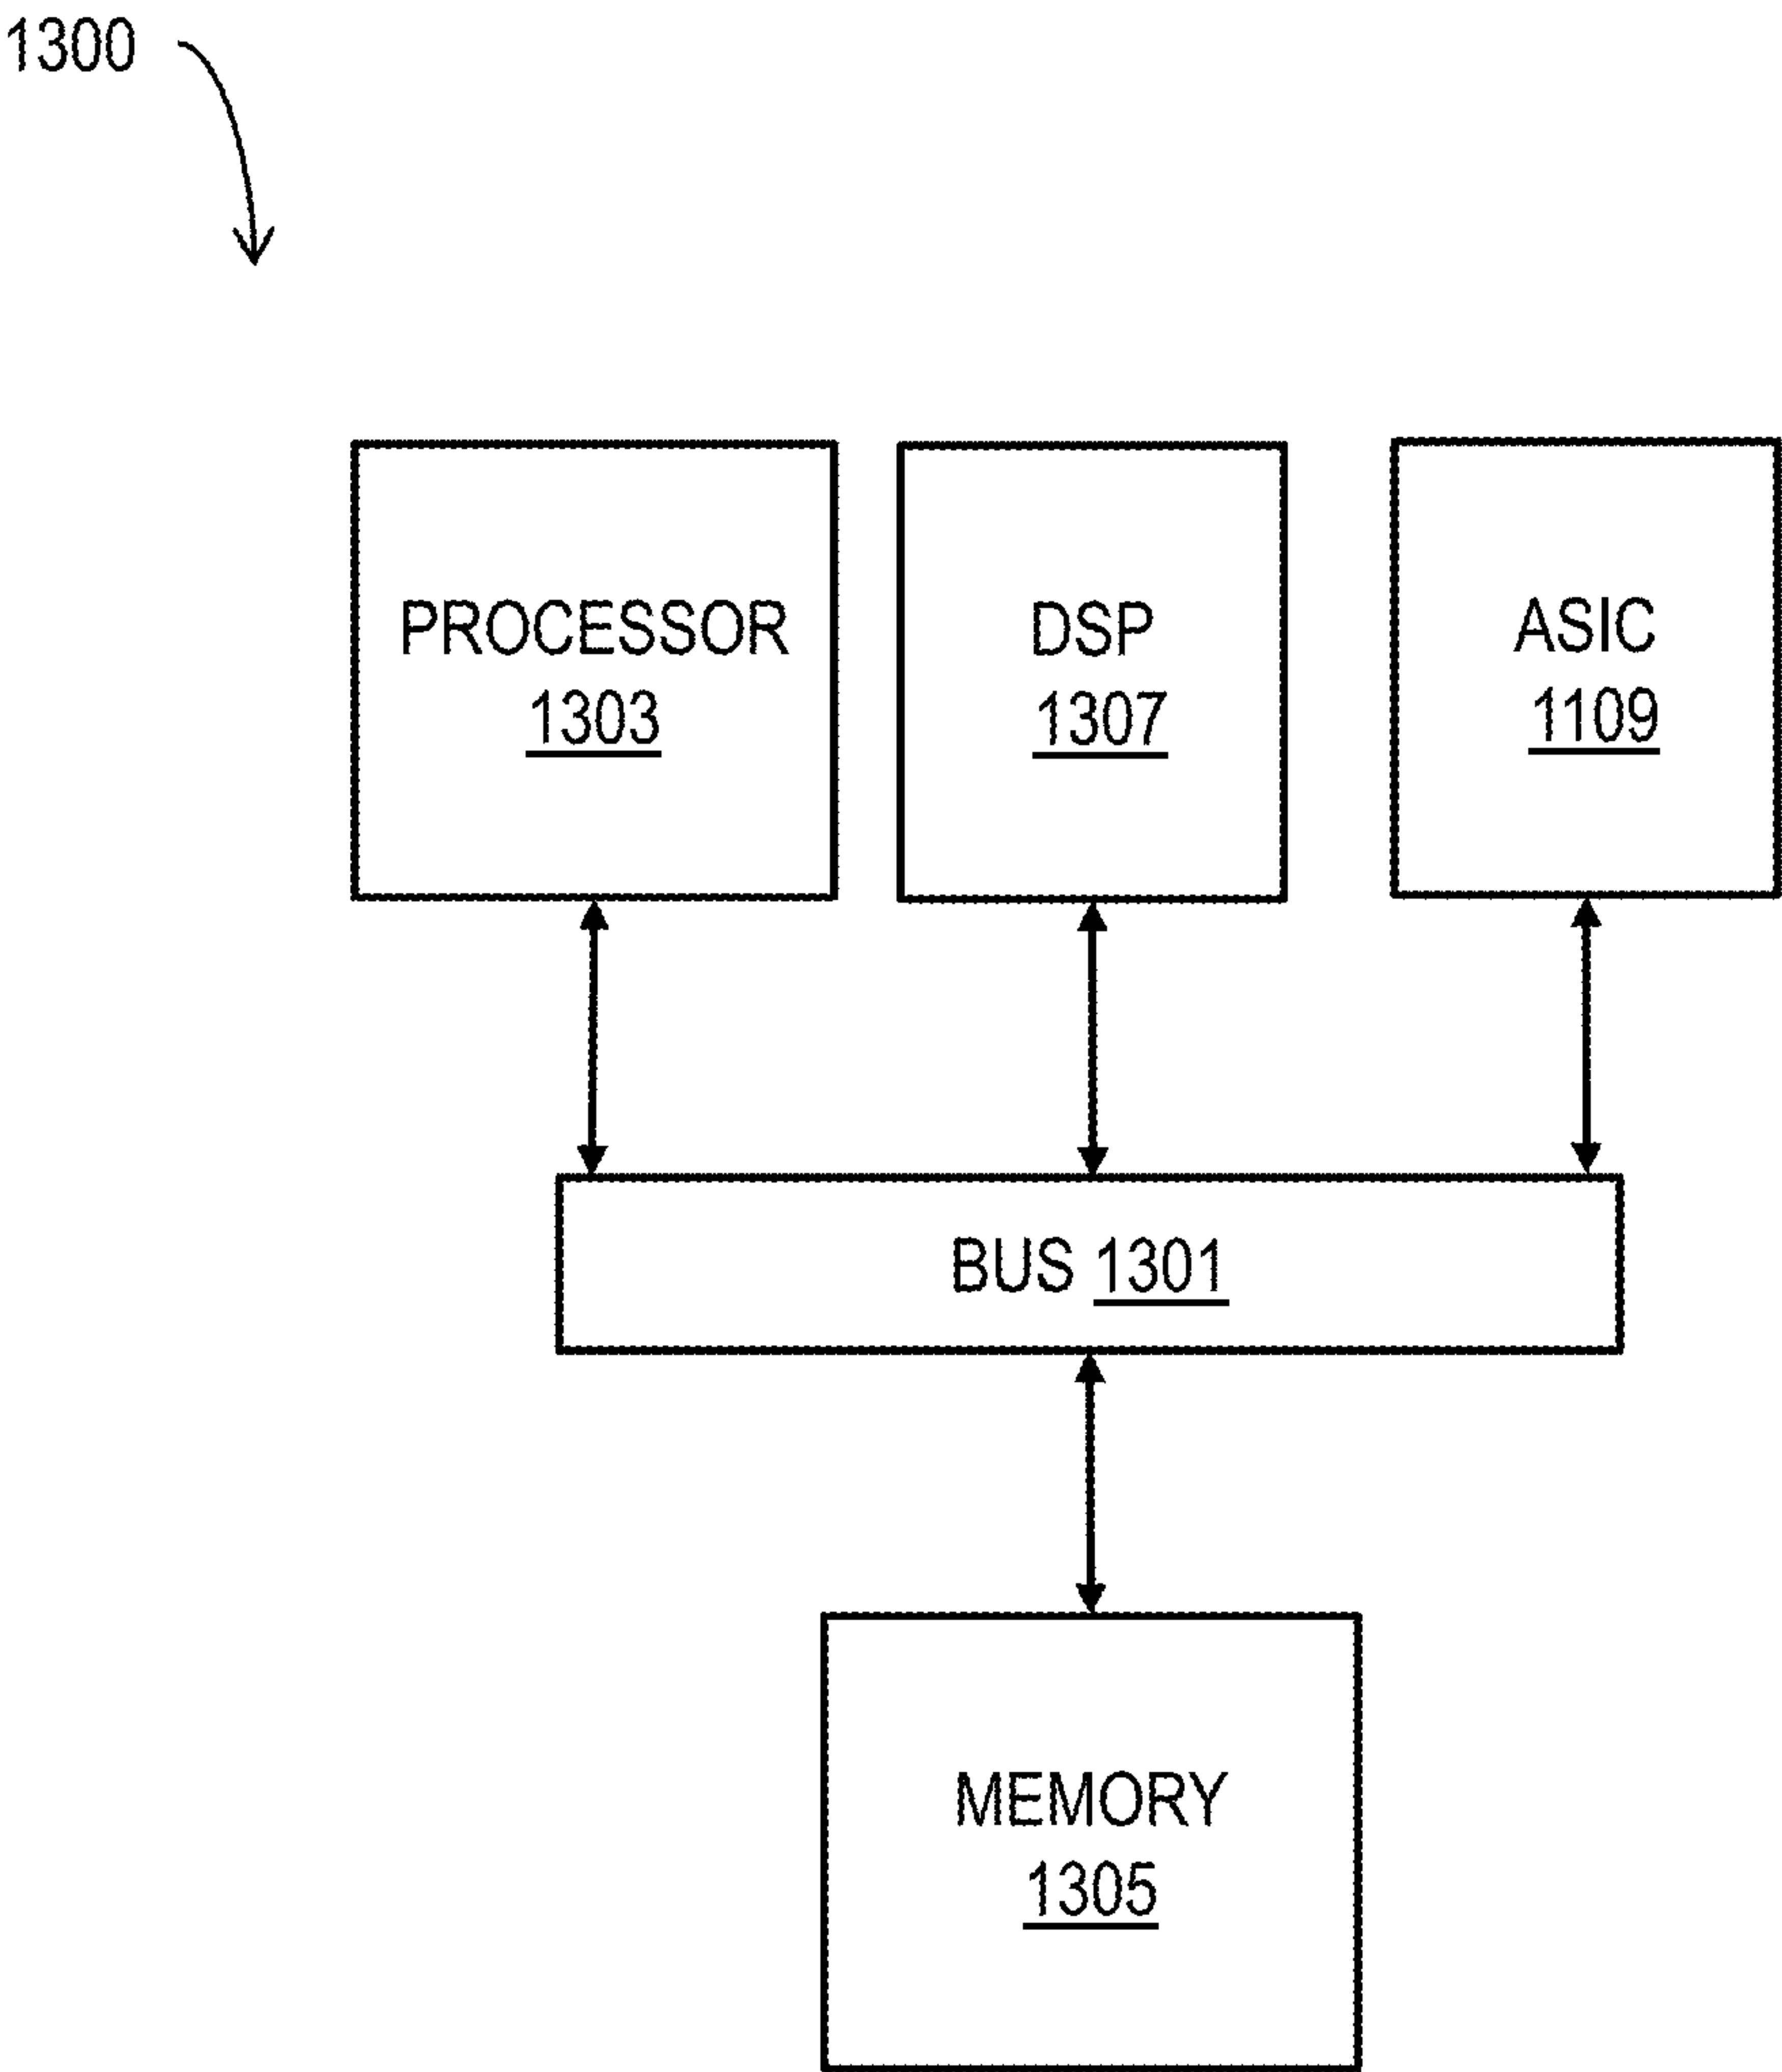 1300
PROCESSOR
1303
DSP
1307
ASIC
1109
BUS 1301
MEMORY
1305